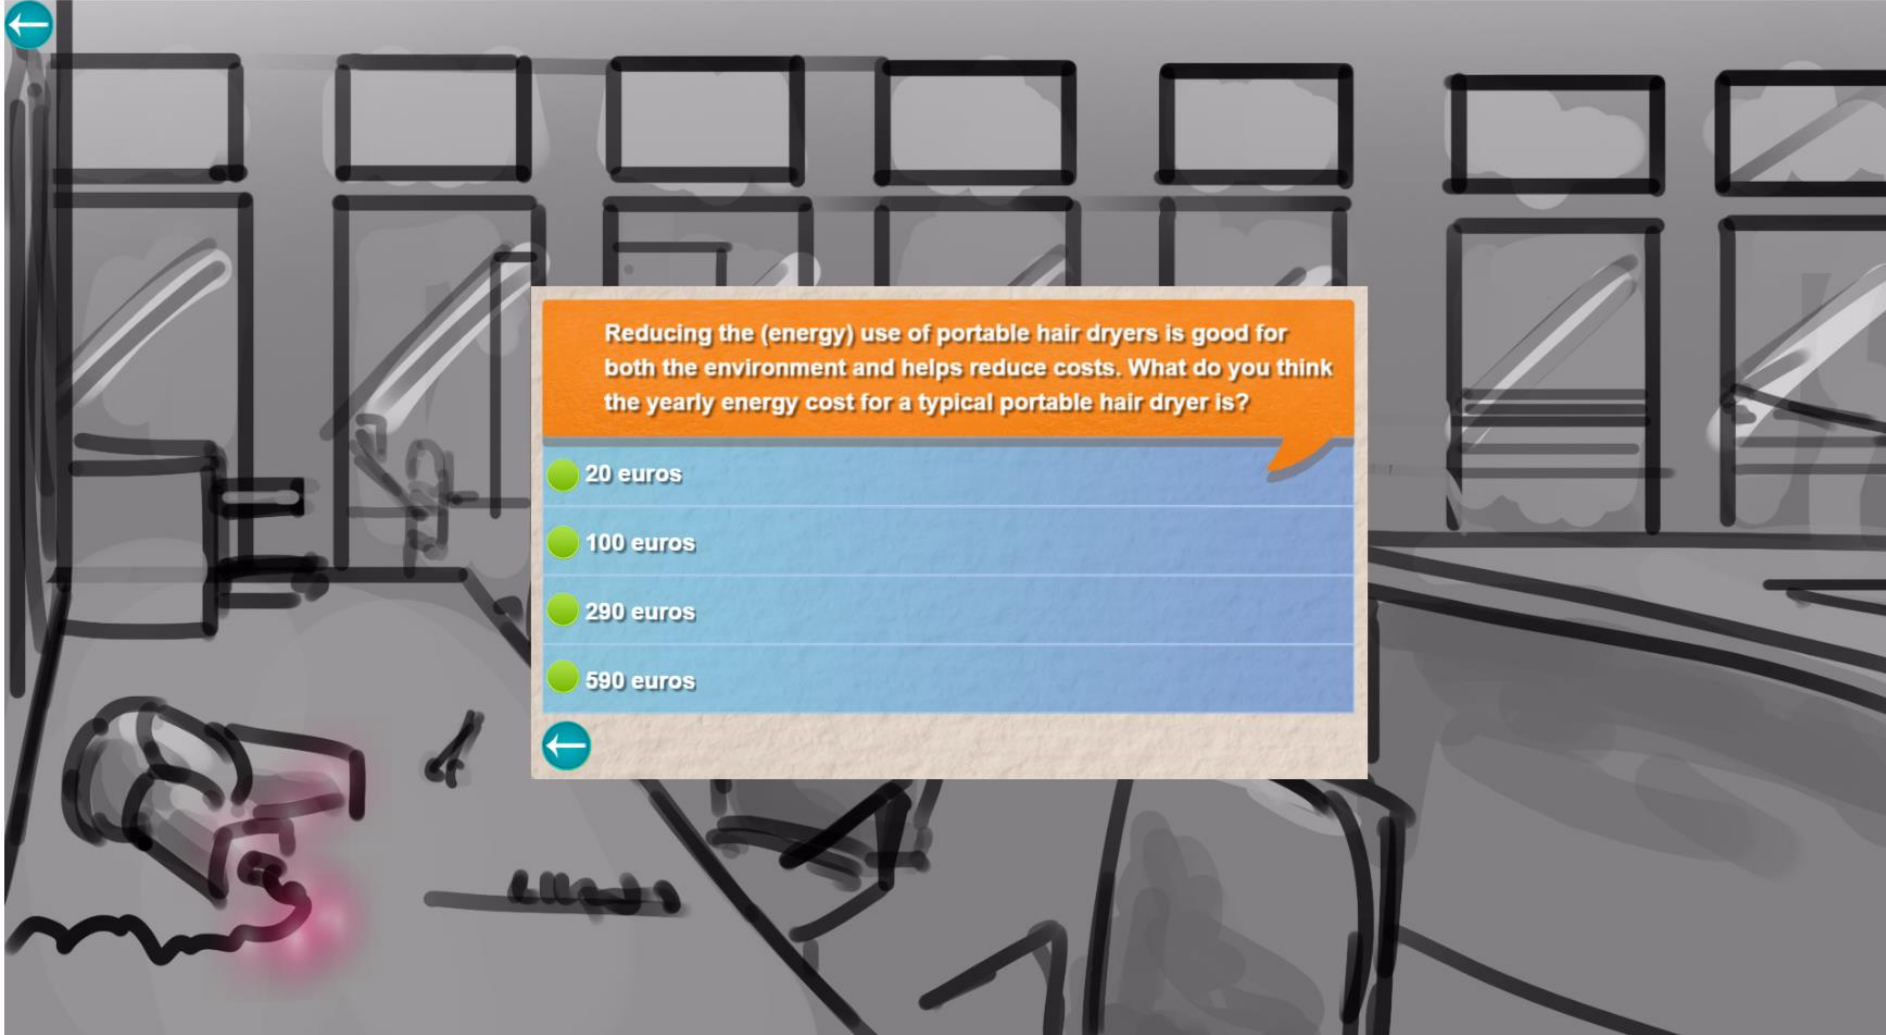 Reducing the (energy) use of portable hair dryers is good for
both the environment and helps reduce costs. What do you think
the yearly energy cost for a typical portable hair dryer is?
20 euros
100 euros
290 euros
590 euros